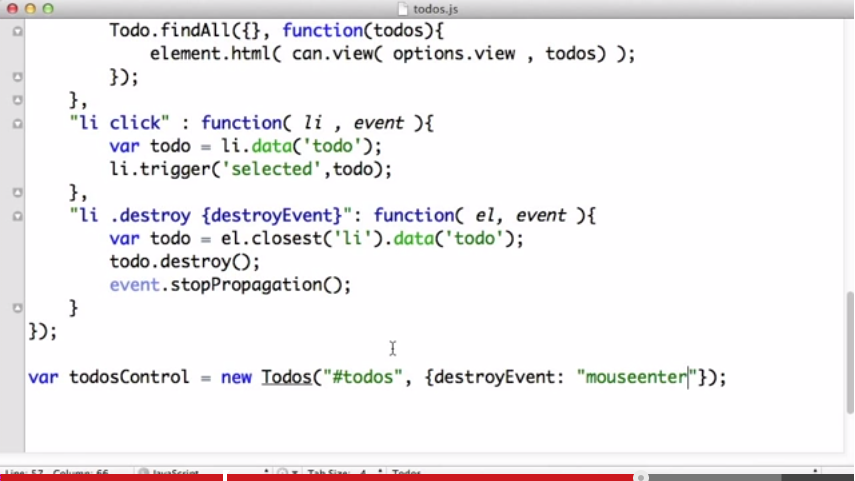 todos.js
Todo.findAll({}, function(todos){
element.html( can.view( options.view , todos) );
});
},
"li click" : function( li , event ){
var todo = li.data('todo');
li.trigger('selected',todo);
},
"li .destroy {destroyEvent}": function( el, event ){
var todo = el.closest('li').data('todo');
todo.destroy();
event.stopPropagation();
}
});
var todosControl = new Todos("#todos", {destroyEvent: "mouseenter"});
Line: 57 Column: 66 JavaScript Tab Size: 4 Todos